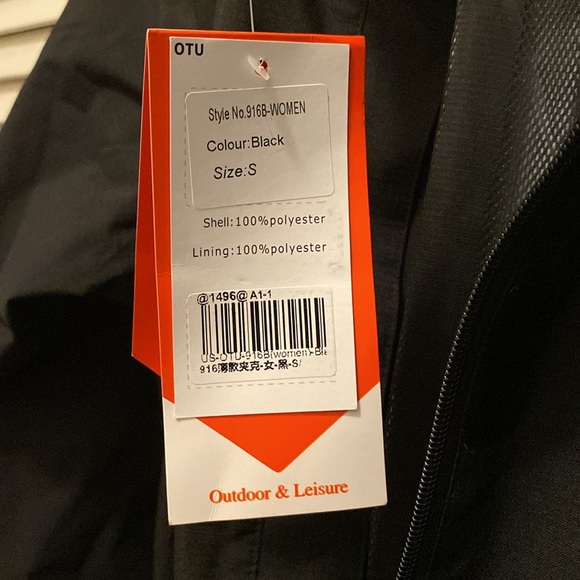 OTU
Style No.916B-WOMEN
Colour:Black
Size:S
Shell:100%polyester
Lining:100%polyester
@1496@ A1-1
US-OTU-916B(women)-Bla
916薄款夹克-女-黑-S/
Outdoor & Leisure